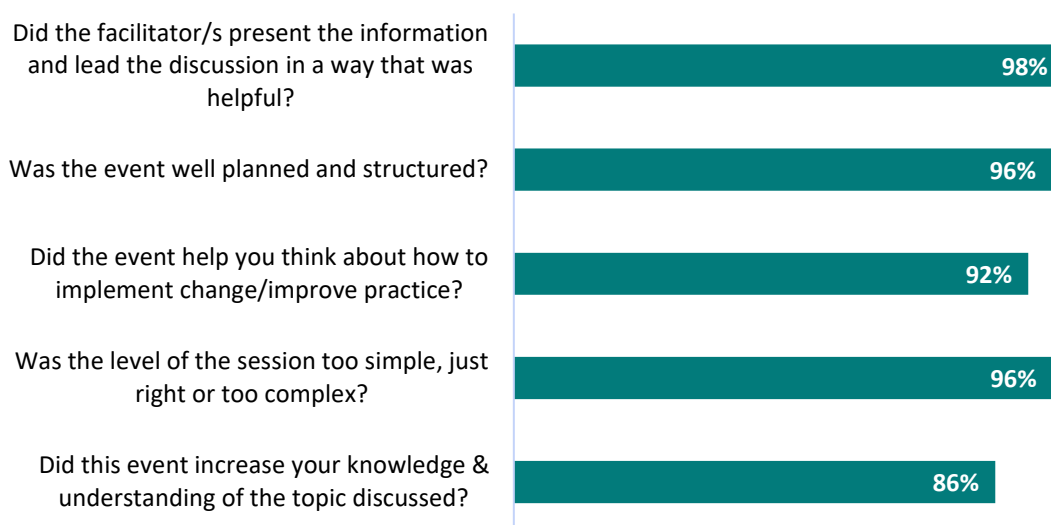 Did the facilitator/s present the information
and lead the discussion in a way that was
helpful?
98%
Was the event well planned and structured?
96%
Did the event help you think about how to
implement change/improve practice?
92%
Was the level of the session too simple, just
right or too complex?
96%
Did this event increase your knowledge &
understanding of the topic discussed?
86%